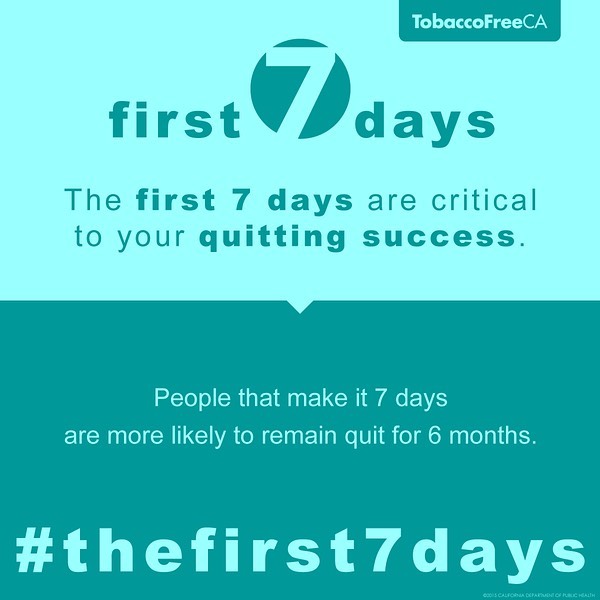 TobaccoFreeCA
first 7 days
The first 7 days are critical
to your quitting success.
People that make it 7 days
are more likely to remain quit for 6 months.
#thefirst7days
©2015 CALIFORNIA DEPARTMENT OF PUBLIC HEALTH